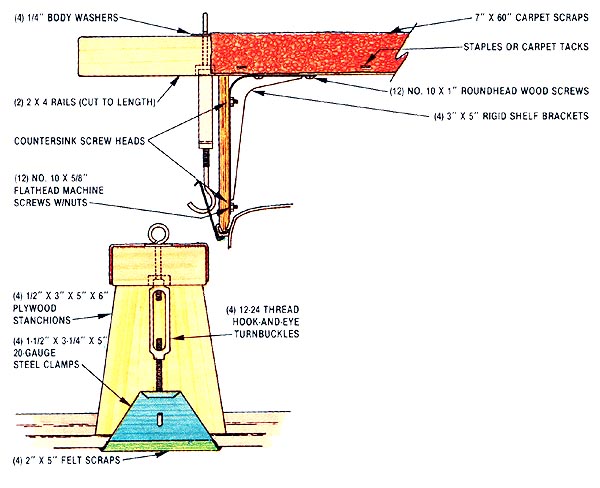 (4) 1/4" BODY WASHERS
7" X 60" CARPET SCRAPS
STAPLES OR CARPET TACKS
(12) NO. 10 X 1" ROUNDHEAD WOOD SCREWS
(2) 2 X 4 RAILS (CUT TO LENGTH)
(4) 3" X 5" RIGID SHELF BRACKETS
COUNTERSINK SCREW HEADS
(12) NO. 10 X 5/8"
FLATHEAD MACHINE
SCREWS W/NUTS
(4) 1/2" X 3" X 5" X 6"
PLYWOOD
STANCHIONS
(4) 12-24 THREAD
HOOK-AND-EYE
TURNBUCKLES
(4) 1-1/2" X 3-1/4" X 5"
20-GAUGE
STEEL CLAMPS
(4) 2" X 5" FELT SCRAPS